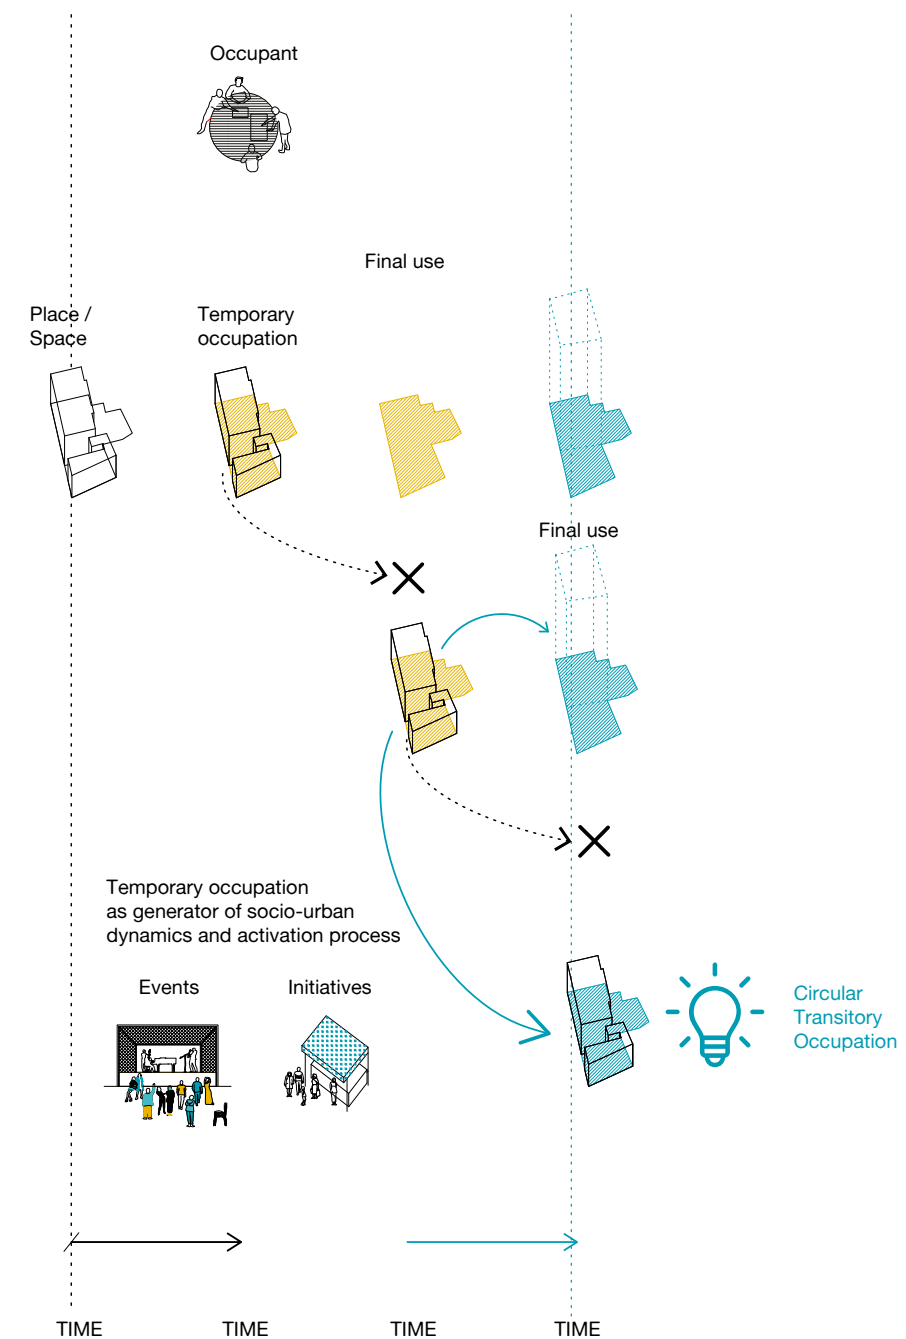 Occupant
Final use
Place /
Space
Temporary
occupation
Final use
Temporary occupation
as generator of socio-urban
dynamics and activation process
Events
Initiatives
Circular
Transitory
Occupation
TIME
TIME
TIME
TIME